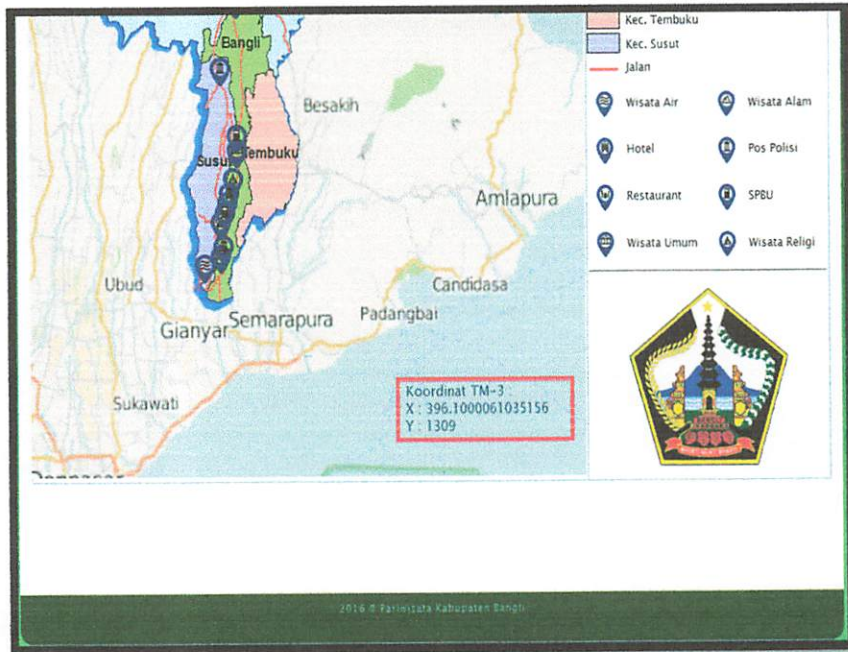 Bangli
Besakih
Susut
Tembuku
Amlapura
Ubud
Candidasa
Padangbai
Gianyar
Semarapura
Sukawati
Koordinat TM-3 :
X : 396.1000061035156
Y : 1309
Kec. Tembuku
Kec. Susut
Jalan
Wisata Air
Wisata Alam
Hotel
Pos Polisi
Restaurant
SPBU
Wisata Umum
Wisata Religi
2016 © Pariwisata Kabupaten Bangli